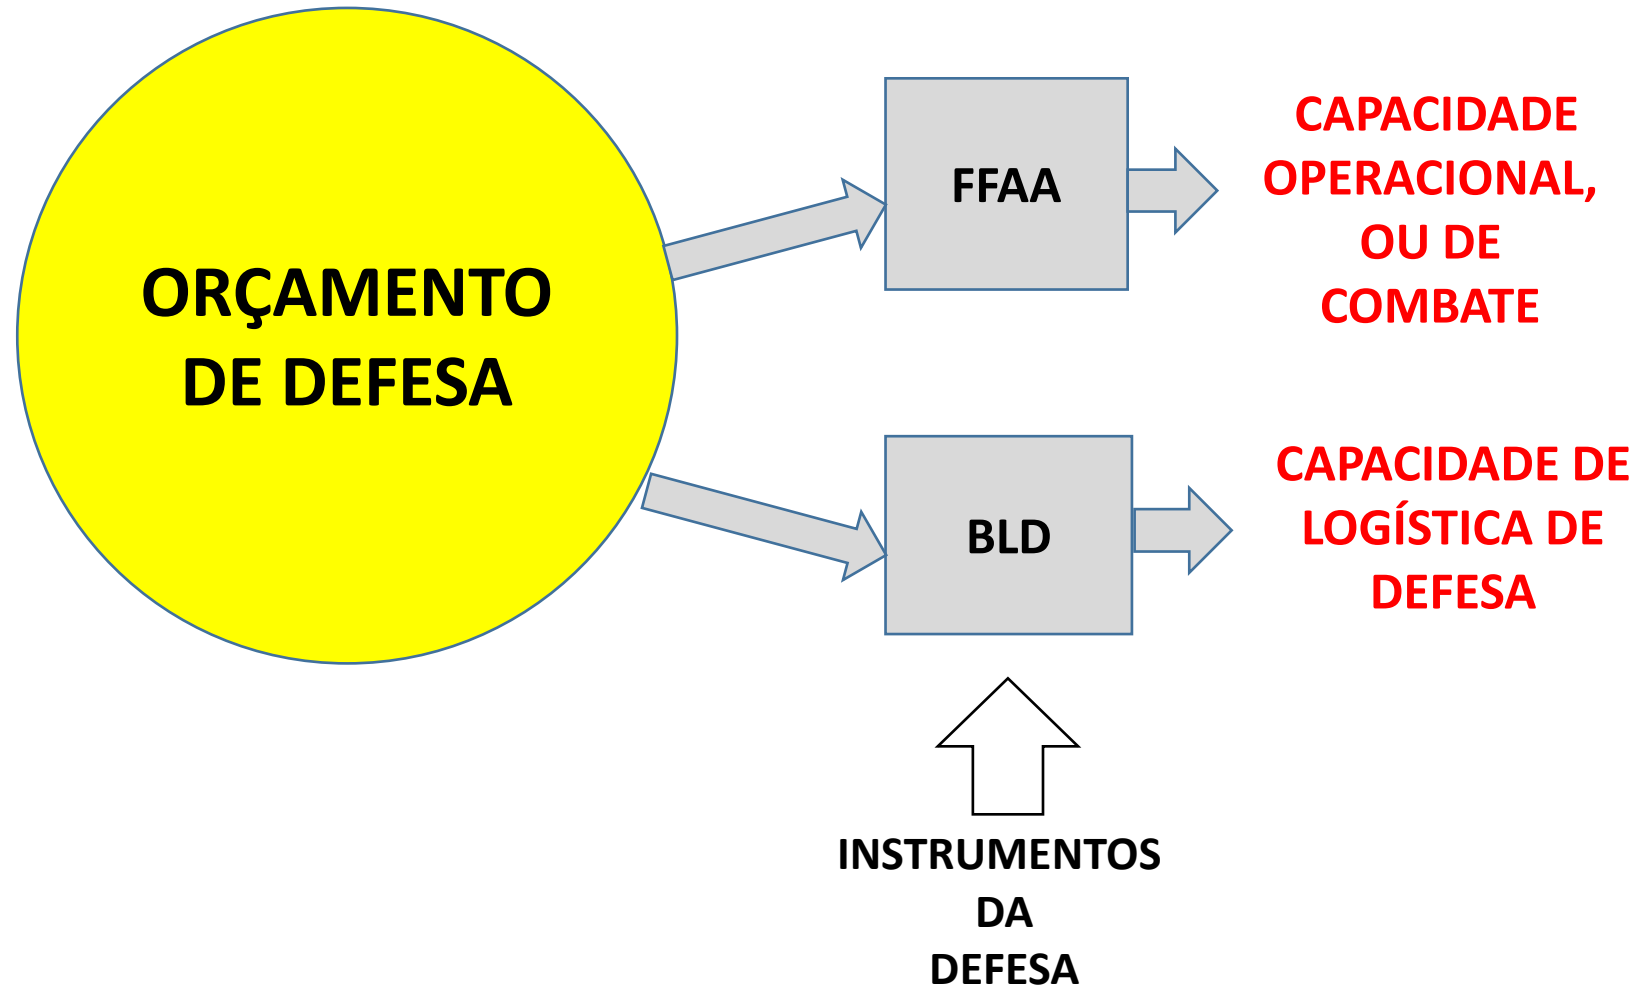 ORÇAMENTO
DE DEFESA
FFAA
CAPACIDADE
OPERACIONAL,
OU DE
COMBATE
BLD
CAPACIDADE DE
LOGÍSTICA DE
DEFESA
INSTRUMENTOS
DA
DEFESA